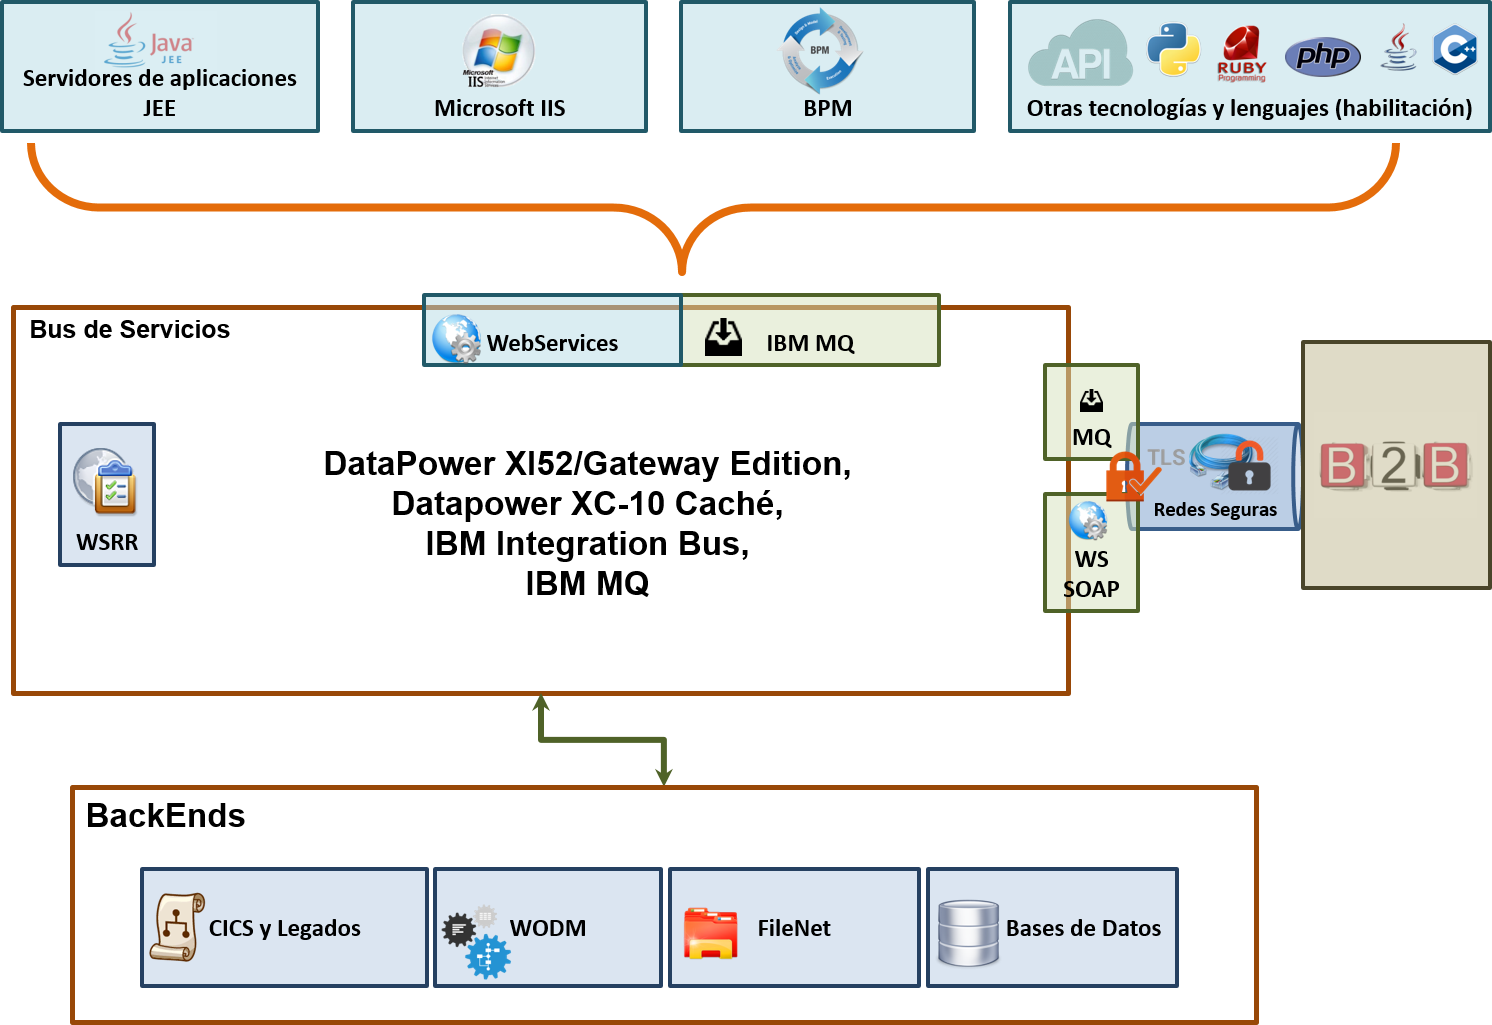 Java
JEE
Servidores de aplicaciones
JEE
Microsoft
IIS
Microsoft IIS
BPM
BPM
API
RUBY
Programming
php
C++
Otras tecnologías y lenguajes (habilitación)
Bus de Servicios
WebServices
IBM MQ
WSRR
DataPower XI52/Gateway Edition,
Datapower XC-10 Caché,
IBM Integration Bus,
IBM MQ
MQ
WS
SOAP
TLS
Redes Seguras
B2B
BackEnds
CICS y Legados
WODM
FileNet
Bases de Datos